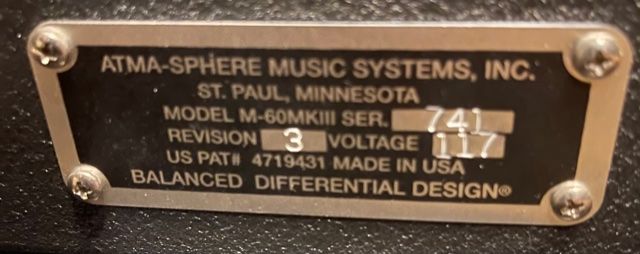 ATMA-SPHERE MUSIC SYSTEMS, INC.
ST. PAUL, MINNESOTA
MODEL M-60MKIII SER. 741
REVISION 3 VOLTAGE 117
US PAT# 4719431 MADE IN USA
BALANCED DIFFERENTIAL DESIGN®